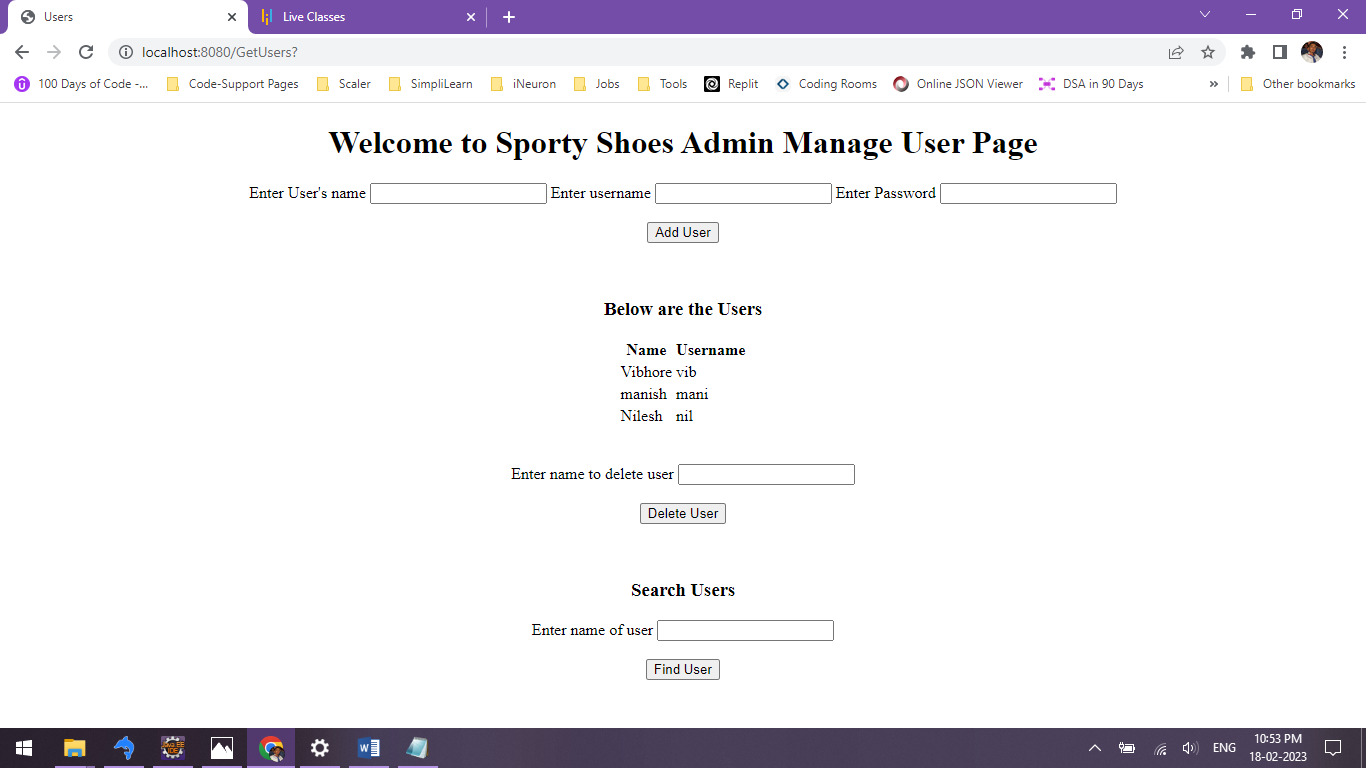 Users
Live Classes
localhost:8080/GetUsers?
100 Days of Code -... Code-Support Pages Scaler SimpliLearn iNeuron Jobs Tools Replit Coding Rooms Online JSON Viewer DSA in 90 Days » Other bookmarks
Welcome to Sporty Shoes Admin Manage User Page
Enter User's name Enter username Enter Password
Add User
Below are the Users
Name Username
Vibhore vib
manish mani
Nilesh nil
Enter name to delete user
Delete User
Search Users
Enter name of user
Find User
ENG
10:53 PM
18-02-2023